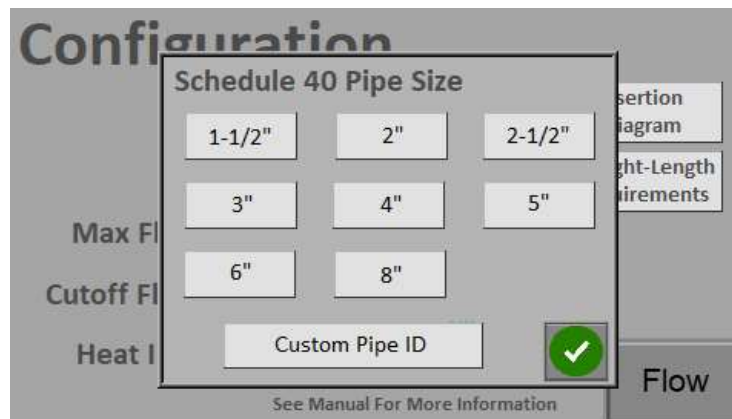 Configuration
Schedule 40 Pipe Size
1-1/2" 2" 2-1/2"
3" 4" 5"
6" 8"
Custom Pipe ID
sertion
iagram
ght-Length
irements
Max Fl
Cutoff Fl
Heat I
Flow
See Manual For More Information